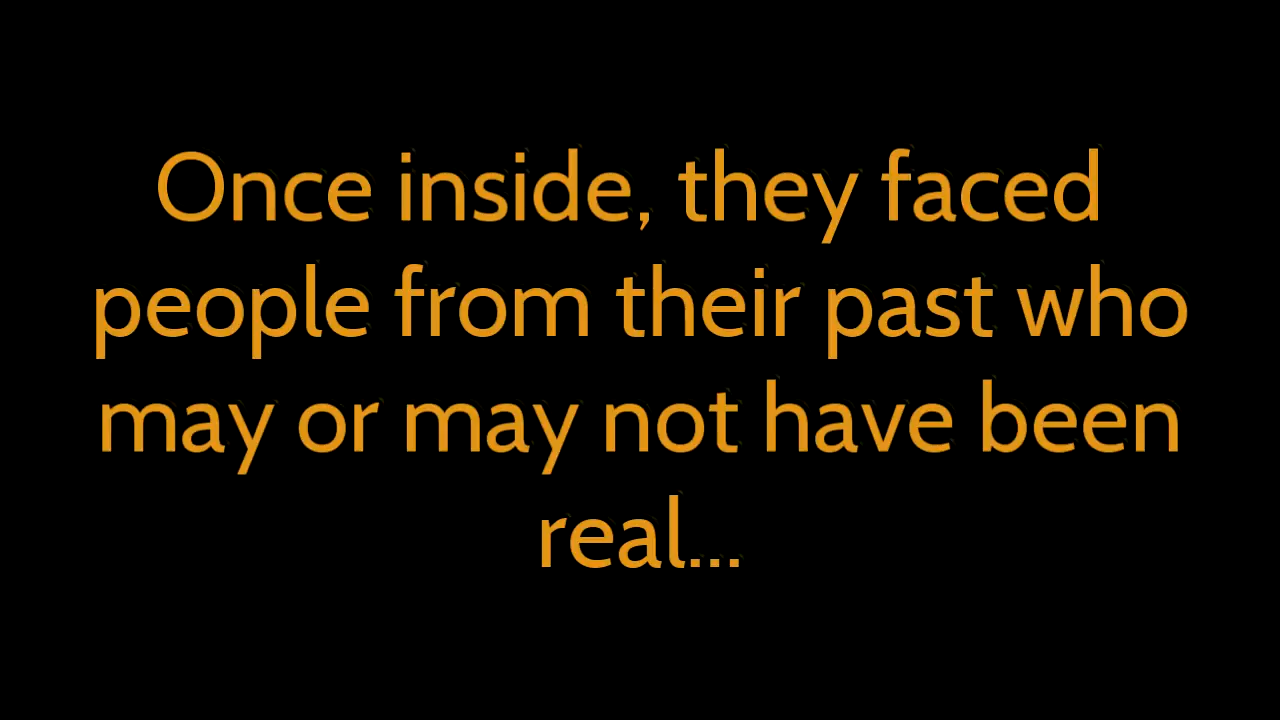 Once inside, they faced
people from their past who
may or may not have been
real...